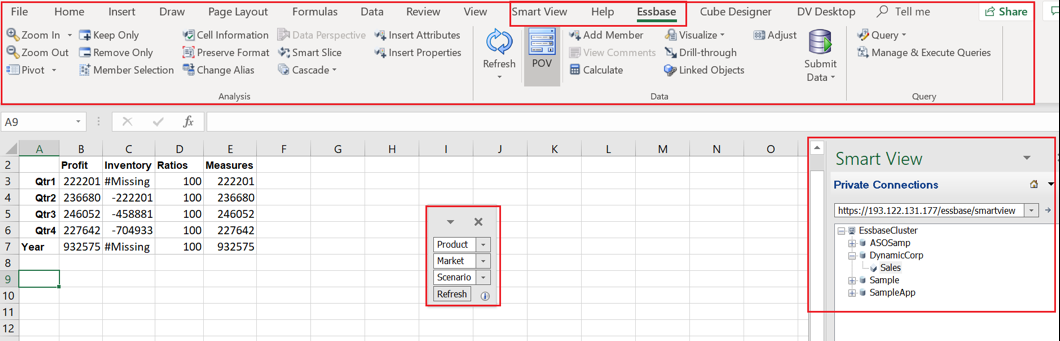 File Home Insert Draw Page Layout Formulas Data Review View Smart View Help Essbase Cube Designer DV Desktop Tell me Share
Zoom In Keep Only Cell Information Data Perspective Insert Attributes Add Member Visualize Adjust Query
Zoom Out Remove Only Preserve Format Smart Slice Insert Properties Refresh POV View Comments Drill-through Submit Data Manage & Execute Queries
Pivot Member Selection Change Alias Cascade Calculate Linked Objects
Analysis Data Query
A9 fx
A B C D E F G H I J K L M N O
2 Profit Inventory Ratios Measures
3 Qtr1 222201 #Missing 100 222201
4 Qtr2 236680 -222201 100 236680
5 Qtr3 246052 -458881 100 246052
6 Qtr4 227642 -704933 100 227642
7 Year 932575 #Missing 100 932575
8
9
10
11
12
Product
Market
Scenario
Refresh
Smart View
Private Connections
https://193.122.131.177/essbase/smartview
EssbaseCluster
ASOSamp
DynamicCorp
Sales
Sample
SampleApp